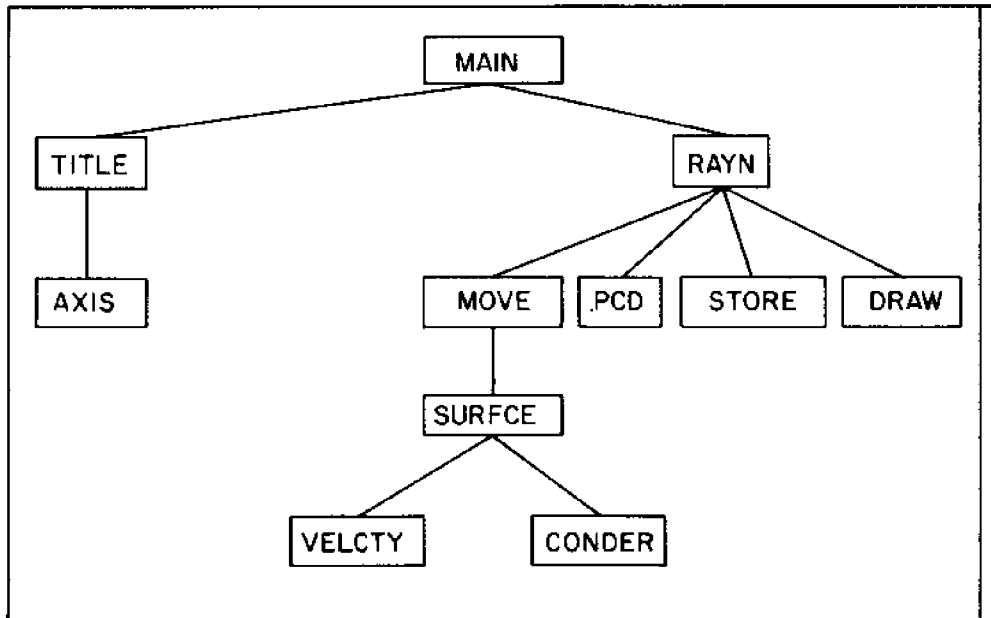 MAIN
TITLE
RAYN
AXIS
MOVE
PCD
STORE
DRAW
SURFCE
VELCTY
CONDER